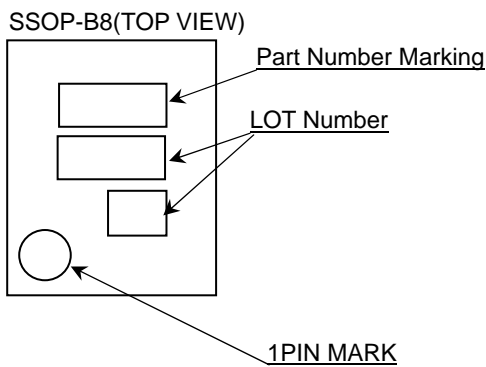 SSOP-B8(TOP VIEW)
Part Number Marking
LOT Number
1PIN MARK